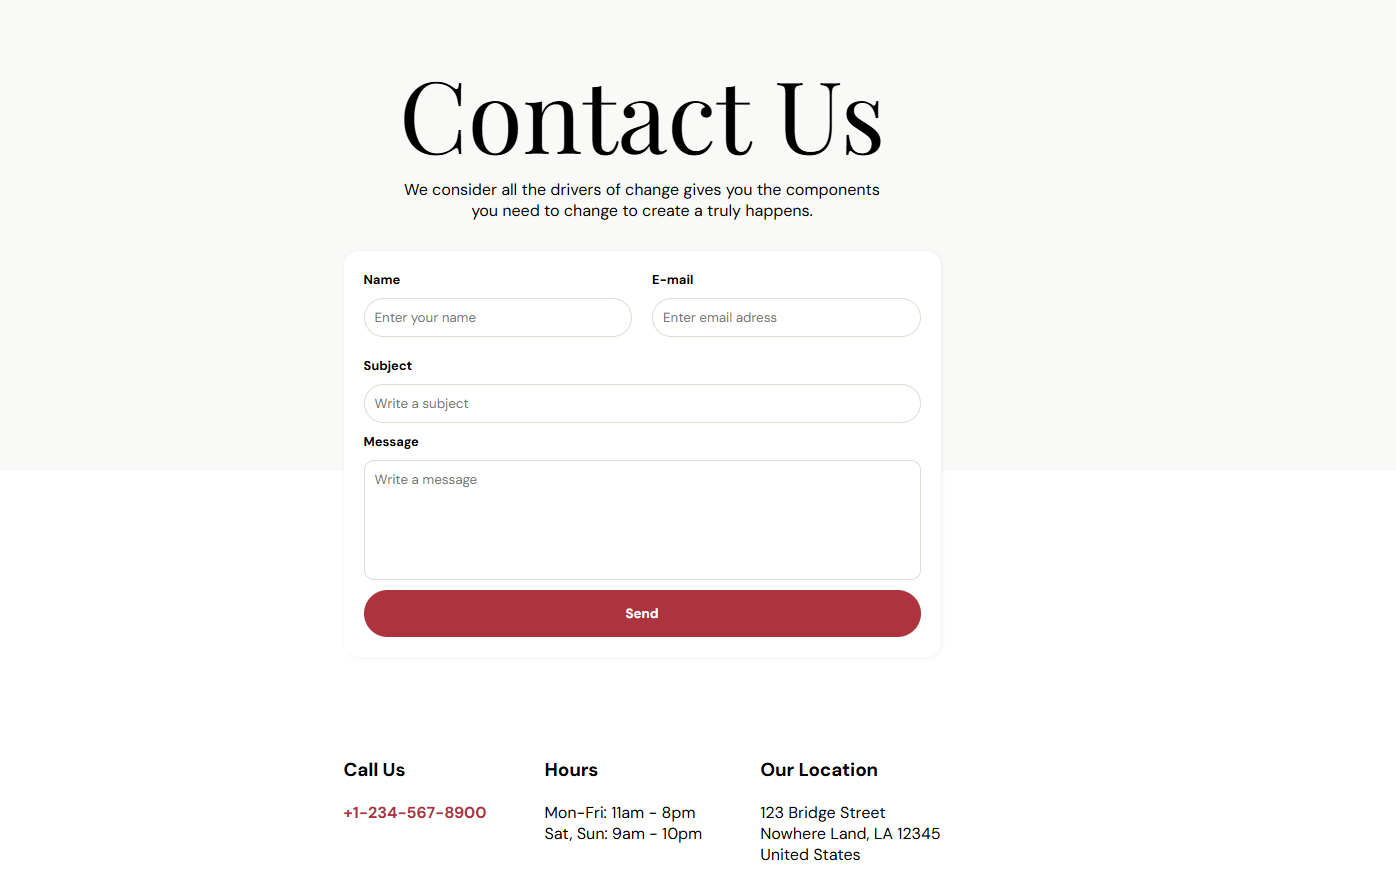 Contact Us
We consider all the drivers of change gives you the components
you need to change to create a truly happens.
Name
E-mail
Enter your name
Enter email adress
Subject
Write a subject
Message
Write a message
Send
Call Us
+1-234-567-8900
Hours
Mon-Fri: 11am - 8pm
Sat, Sun: 9am - 10pm
Our Location
123 Bridge Street
Nowhere Land, LA 12345
United States